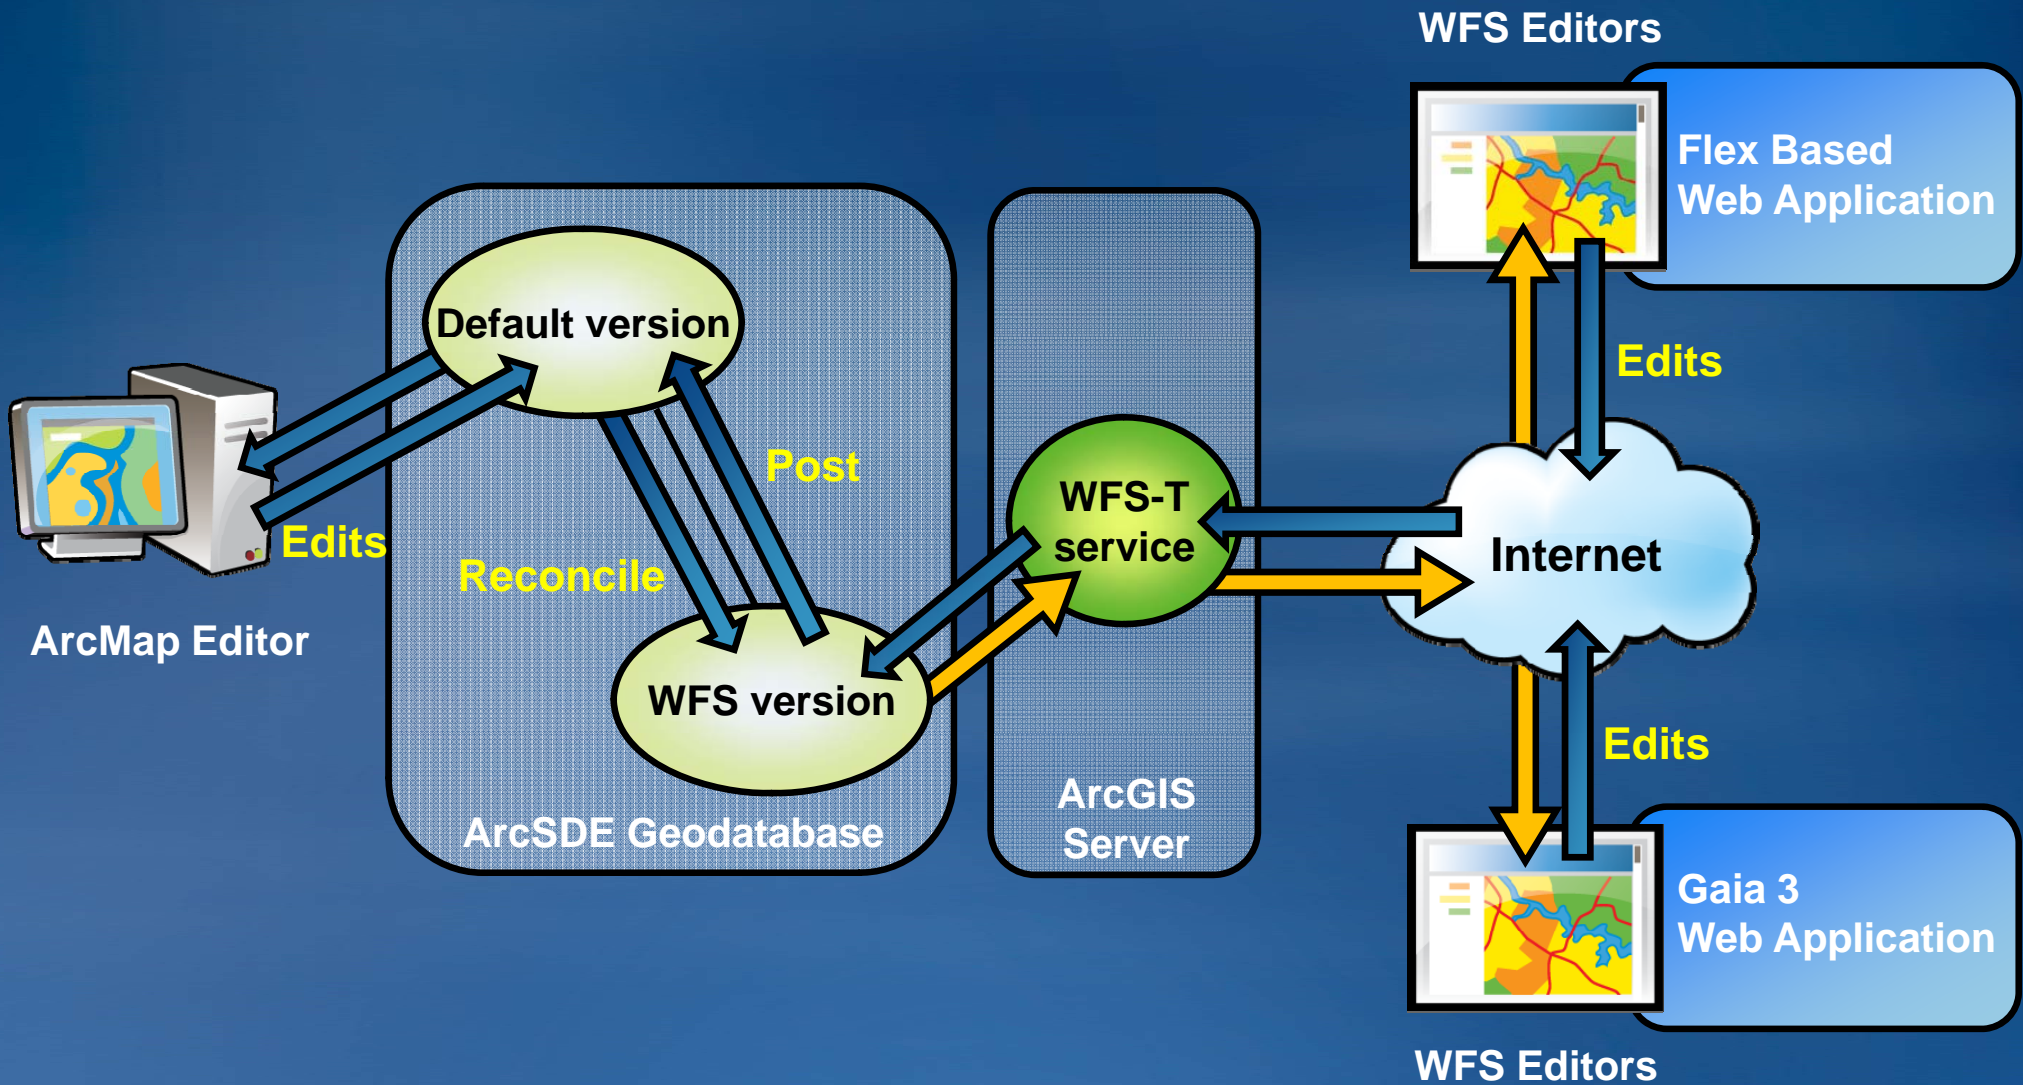 WFS Editors
Flex Based
Web Application
Edits
Default version
Post
Edits
Reconcile
ArcMap Editor
WFS version
ArcSDE Geodatabase
WFS-T
service
ArcGIS
Server
Internet
Edits
Gaia 3
Web Application
WFS Editors